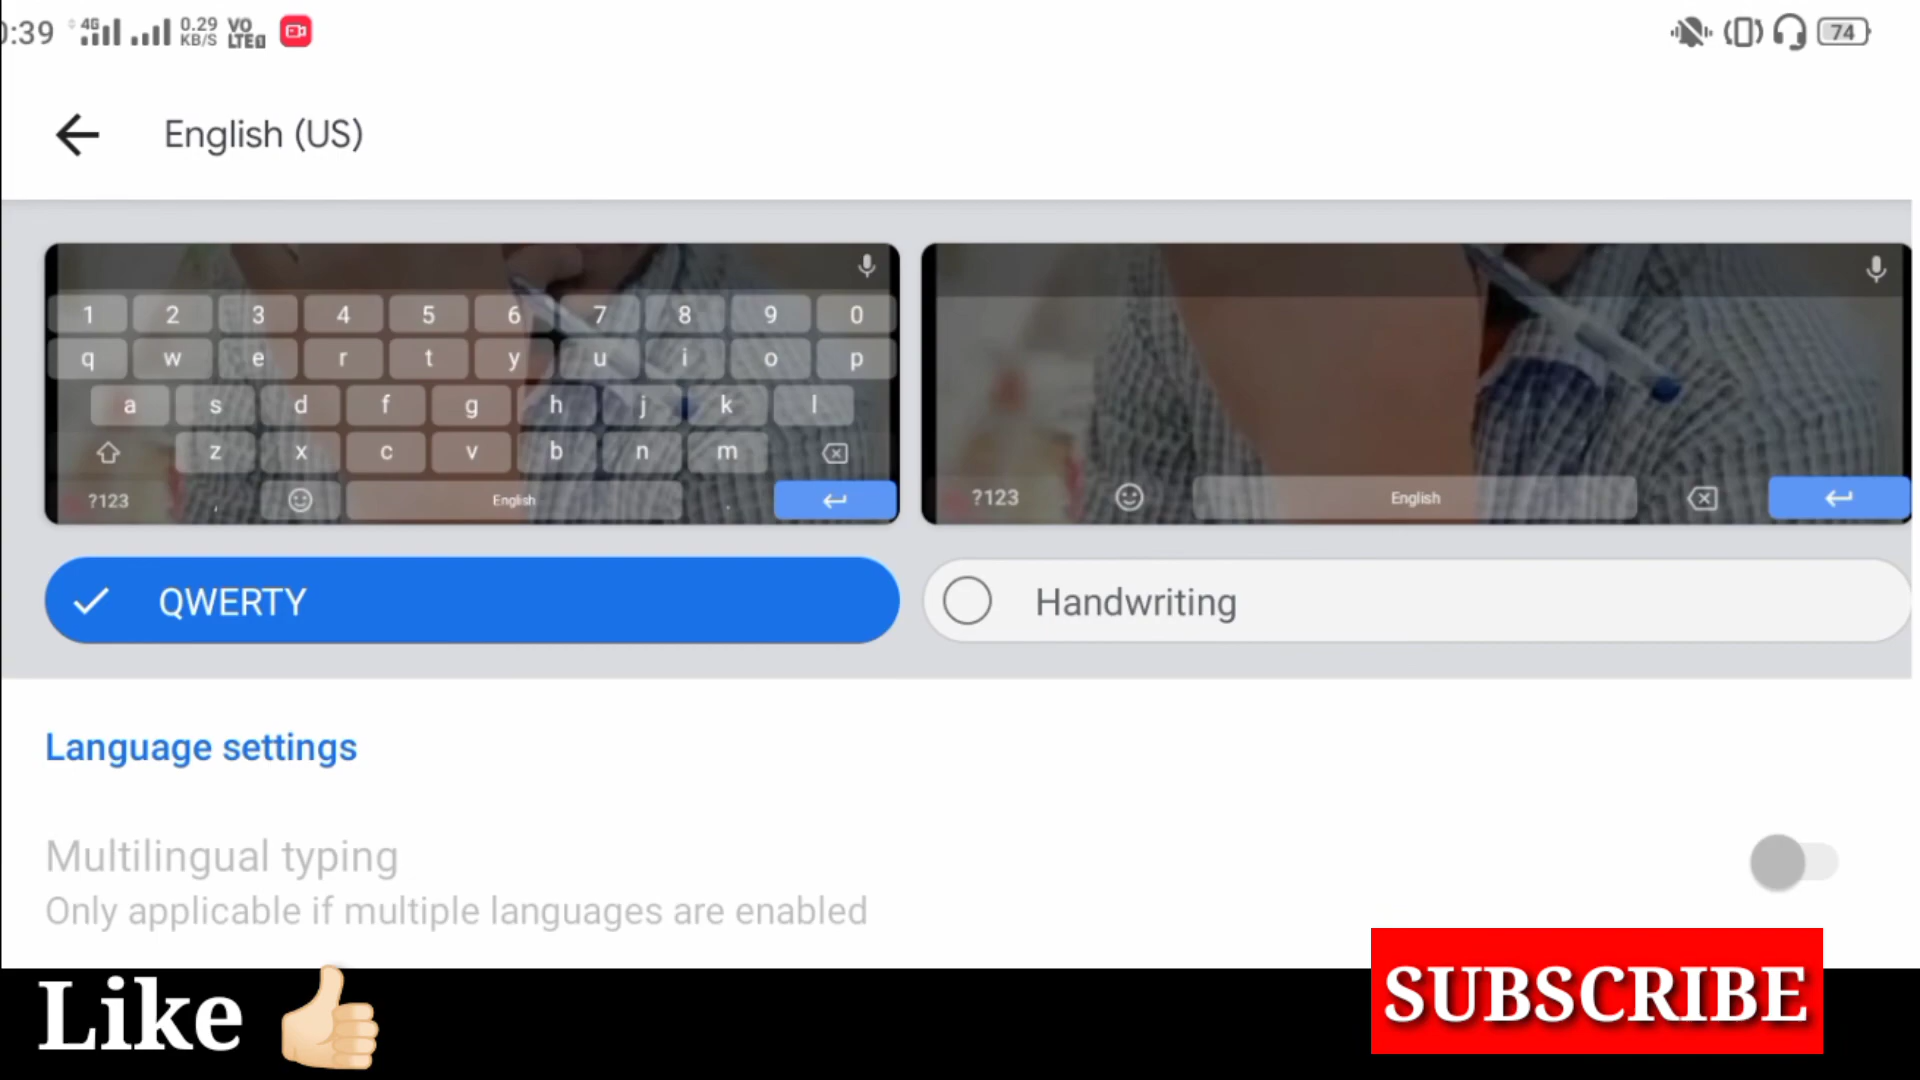 0:39 4G 0.29 KB/S VO LTE 74
English (US)
1 2 3 4 5 6 7 8 9 0
q w e r t y u i o p
a s d f g h j k l
z x c v b n m
?123 , English .
?123 English
QWERTY
Handwriting
Language settings
Multilingual typing
Only applicable if multiple languages are enabled
Like
SUBSCRIBE